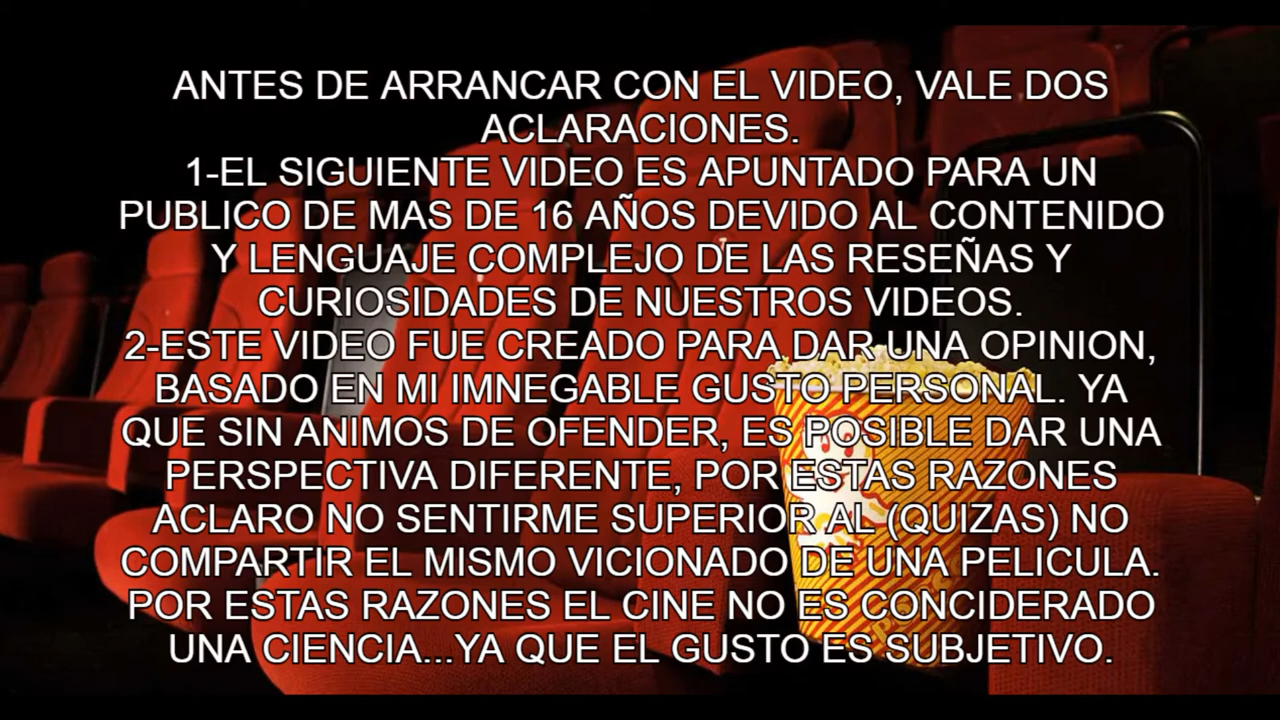 ANTES DE ARRANCAR CON EL VIDEO, VALE DOS
ACLARACIONES.
1-EL SIGUIENTE VIDEO ES APUNTADO PARA UN
PUBLICO DE MAS DE 16 AÑOS DEVIDO AL CONTENIDO
Y LENGUAJE COMPLEJO DE LAS RESEÑAS Y
CURIOSIDADES DE NUESTROS VIDEOS.
2-ESTE VIDEO FUE CREADO PARA DAR UNA OPINION,
BASADO EN MI IMNEGABLE GUSTO PERSONAL. YA
QUE SIN ANIMOS DE OFENDER, ES POSIBLE DAR UNA
PERSPECTIVA DIFERENTE, POR ESTAS RAZONES
ACLARO NO SENTIRME SUPERIOR AL (QUIZAS) NO
COMPARTIR EL MISMO VICIONADO DE UNA PELICULA.
POR ESTAS RAZONES EL CINE NO ES CONCIDERADO
UNA CIENCIA...YA QUE EL GUSTO ES SUBJETIVO.